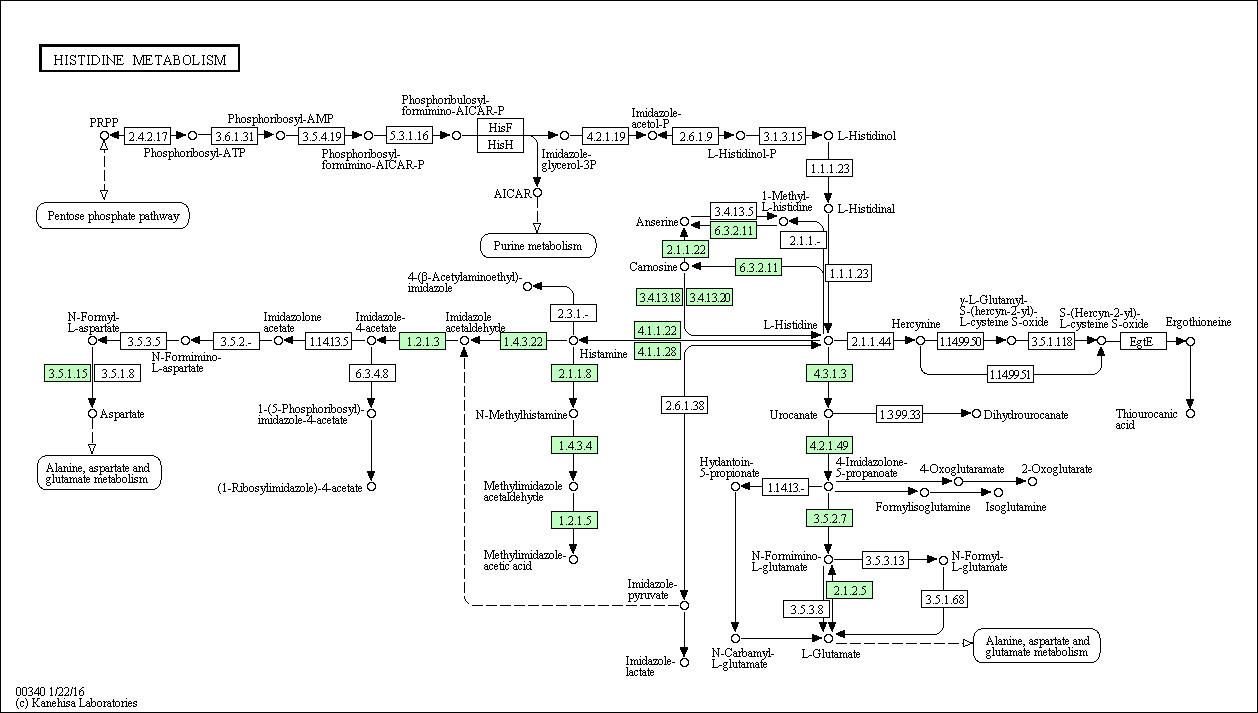 HISTIDINE METABOLISM
Phosphoribulosyl-
formimino-AICAR-P
PRPP
Phosphoribosyl-AMP
Imidazole-
acetol-P
2.4.2.17
3.6.1.31
3.5.4.19
5.3.1.16
HisF
HisH
4.2.1.19
2.6.1.9
3.1.3.15
L-Histidinol
Phosphoribosyl-ATP
Phosphoribosyl-
formimino-AICAR-P
Imidazole-
glycerol-3P
L-Histidinol-P
1.1.1.23
AICAR
Pentose phosphate pathway
Purine metabolism
1-Methyl-
L-histidine
L-Histidinal
Anserine
3.4.13.5
6.3.2.11
2.1.1.-
2.1.1.22
Carnosine
6.3.2.11
1.1.1.23
4-(β-Acetylaminoethyl)-
imidazole
3.4.13.18
3.4.13.20
2.3.1.-
N-Formyl-
L-aspartate
Imidazolone
acetate
Imidazole-
4-acetate
Imidazole
acetaldehyde
4.1.1.22
L-Histidine
Hercynine
γ-L-Glutamyl-
S-(hercyn-2-yl)-
L-cysteine S-oxide
S-(Hercyn-2-yl)-
L-cysteine S-oxide
Ergothioneine
3.5.3.5
3.5.2.-
1.14.13.5
1.2.1.3
1.4.3.22
Histamine
4.1.1.28
2.1.1.44
1.14.99.50
3.5.1.118
EgtE
N-Formimino-
L-aspartate
1.14.99.51
3.5.1.15
3.5.1.8
6.3.4.8
2.1.1.8
4.3.1.3
2.6.1.38
Aspartate
1-(5-Phosphoribosyl)-
imidazole-4-acetate
N-Methylhistamine
Urocanate
1.3.99.33
Dihydrourocanate
Thiourocanic
acid
Alanine, aspartate and
glutamate metabolism
1.4.3.4
4.2.1.49
(1-Ribosylimidazole)-4-acetate
Methylimidazole
acetaldehyde
Hydantoin-
5-propionate
1.14.13.-
4-Imidazolone-
5-propanoate
4-Oxoglutaramate
2-Oxoglutarate
Formylisoglutamine
Isoglutamine
1.2.1.5
3.5.2.7
Methylimidazole-
acetic acid
N-Formimino-
L-glutamate
3.5.3.13
N-Formyl-
L-glutamate
Imidazole-
pyruvate
2.1.2.5
3.5.3.8
3.5.1.68
Imidazole-
lactate
N-Carbamyl-
L-glutamate
L-Glutamate
Alanine, aspartate and
glutamate metabolism
00340 1/22/16
(c) Kanehisa Laboratories